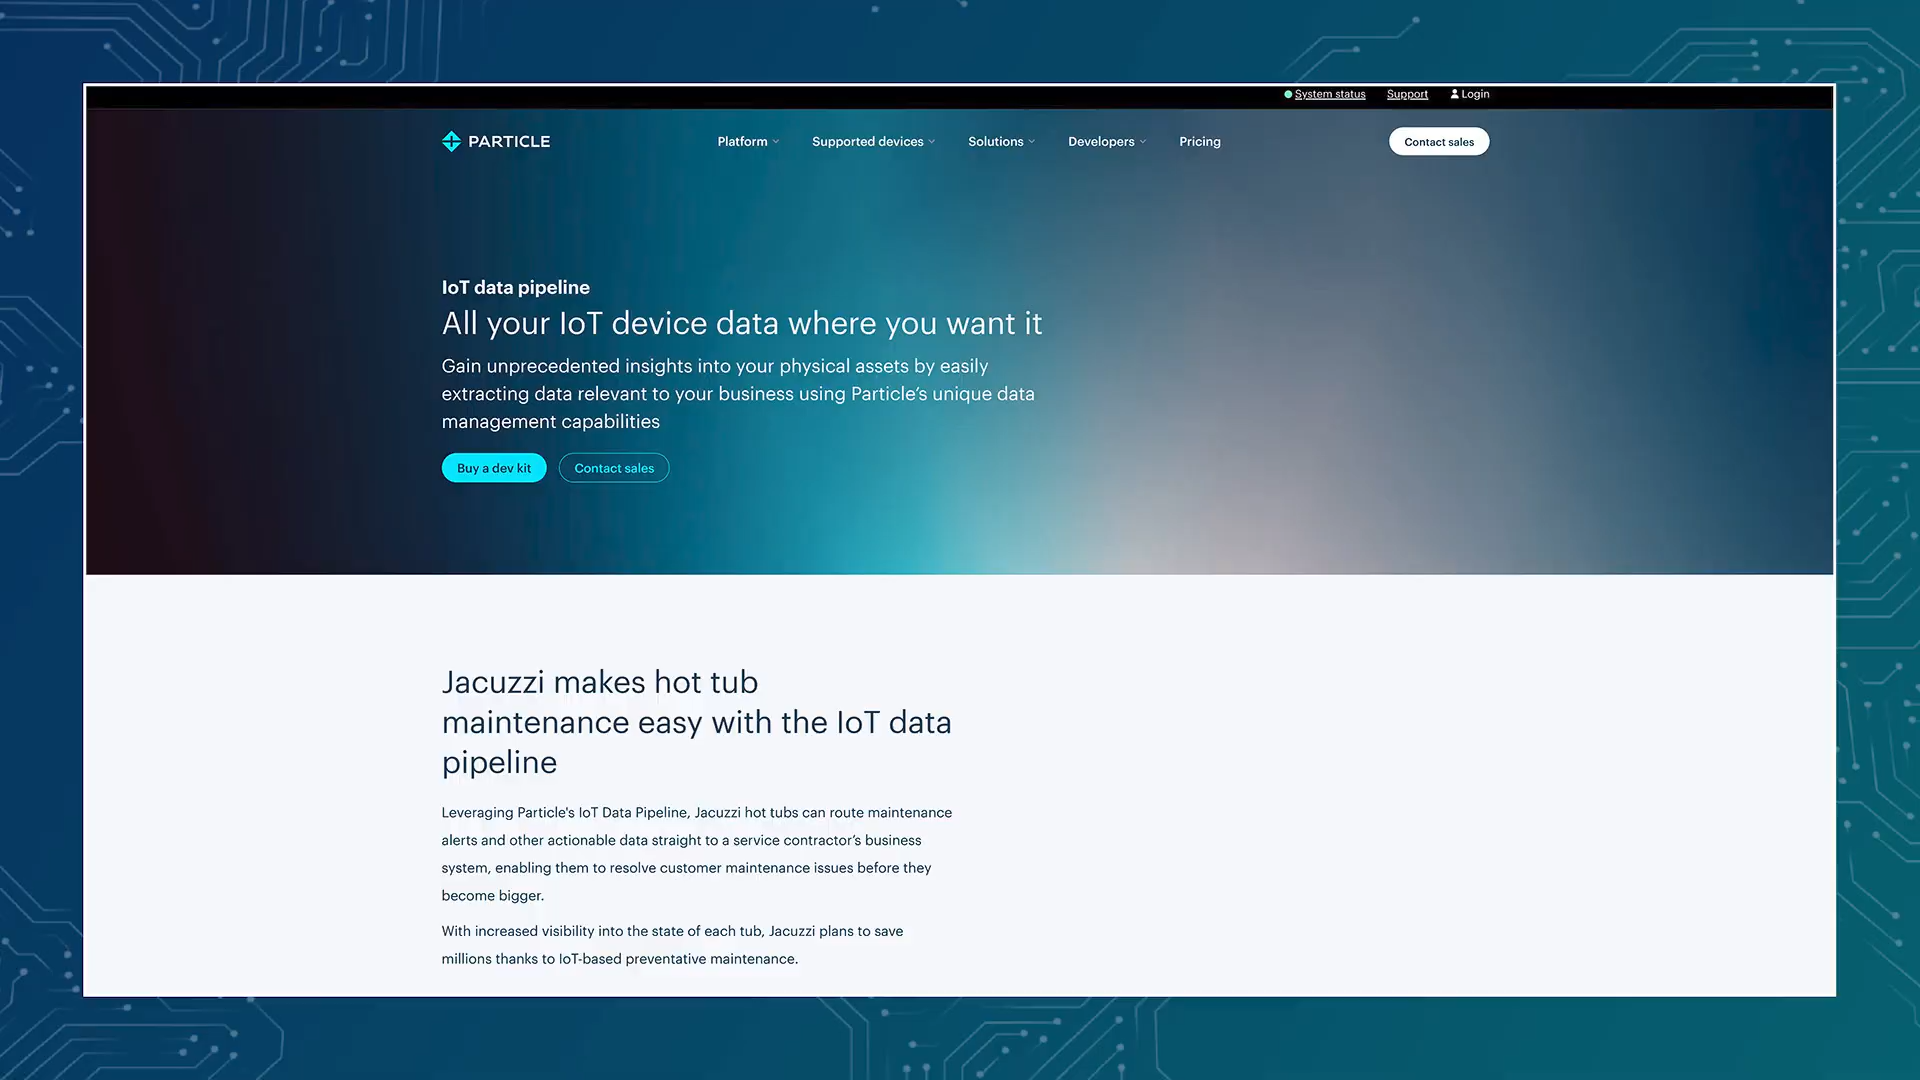 System status Support Login
PARTICLE Platform Supported devices Solutions Developers Pricing Contact sales
IoT data pipeline
All your IoT device data where you want it
Gain unprecedented insights into your physical assets by easily
extracting data relevant to your business using Particle’s unique data
management capabilities
Buy a dev kit Contact sales
Jacuzzi makes hot tub
maintenance easy with the IoT data
pipeline
Leveraging Particle's IoT Data Pipeline, Jacuzzi hot tubs can route maintenance
alerts and other actionable data straight to a service contractor’s business
system, enabling them to resolve customer maintenance issues before they
become bigger.
With increased visibility into the state of each tub, Jacuzzi plans to save
millions thanks to IoT-based preventative maintenance.